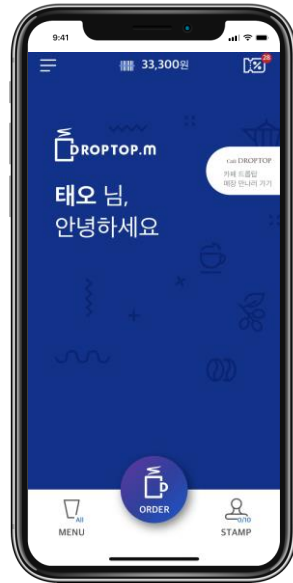 9:41
33,300원
26
DROPTOP.M
Cafe DROPTOP
카페 드롭탑
매장 만나러 가기
태오 님,
안녕하세요
ORDER
All
MENU
0/10
STAMP